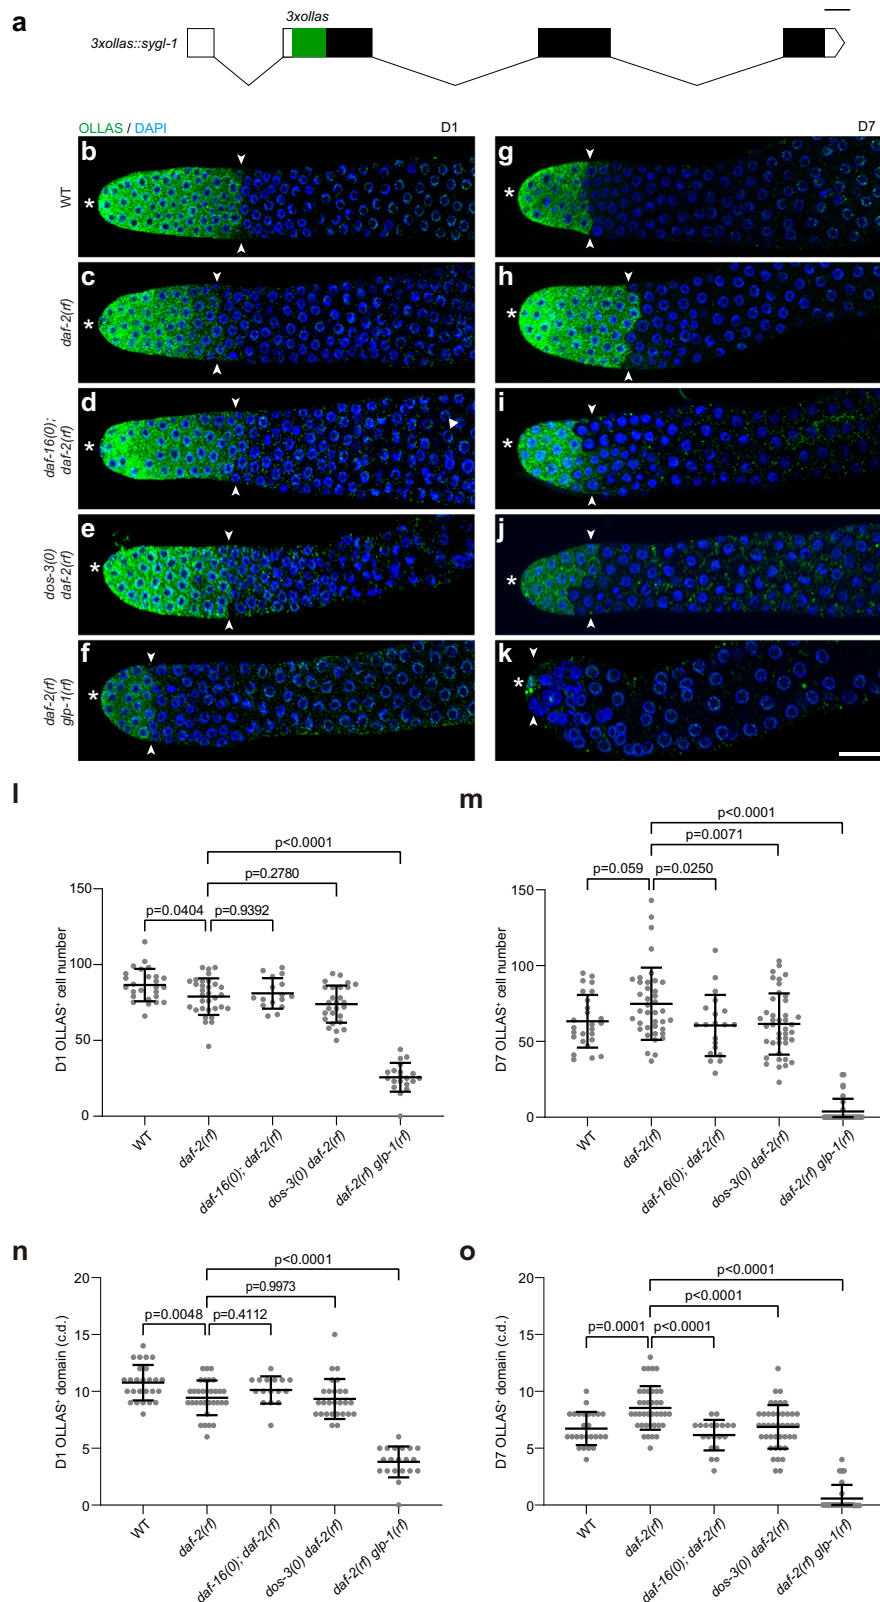 a
3xollas
3xollas::sygl-1
OLLAS / DAPI
D1
D7
b
g
WT
c
h
daf-2(rf)
d
i
daf-16(0);
daf-2(rf)
e
j
dos-3(0)
daf-2(rf)
f
k
daf-2(rf)
glp-1(rf)
*
*
*
*
*
*
*
*
*
*
l
p<0.0001
p=0.2780
p=0.0404
p=0.9392
D1 OLLAS+ cell number
150
100
50
0
WT
daf-2(rf)
daf-16(0); daf-2(rf)
dos-3(0) daf-2(rf)
daf-2(rf) glp-1(rf)
m
p<0.0001
p=0.0071
p=0.059
p=0.0250
D7 OLLAS+ cell number
150
100
50
0
WT
daf-2(rf)
daf-16(0); daf-2(rf)
dos-3(0) daf-2(rf)
daf-2(rf) glp-1(rf)
n
p<0.0001
p=0.9973
p=0.0048
p=0.4112
D1 OLLAS+ domain (c.d.)
20
15
10
5
0
WT
daf-2(rf)
daf-16(0); daf-2(rf)
dos-3(0) daf-2(rf)
daf-2(rf) glp-1(rf)
o
p<0.0001
p<0.0001
p=0.0001
p<0.0001
D7 OLLAS+ domain (c.d.)
20
15
10
5
0
WT
daf-2(rf)
daf-16(0); daf-2(rf)
dos-3(0) daf-2(rf)
daf-2(rf) glp-1(rf)